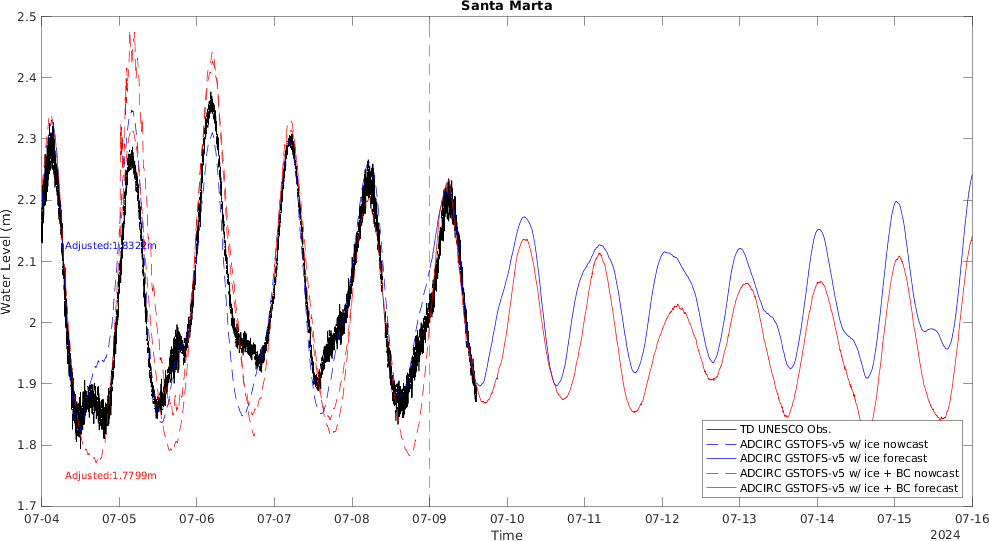 Santa Marta
Water Level (m)
2.5
2.4
2.3
2.2
2.1
2
1.9
1.8
1.7
Adjusted:1.8322m
Adjusted:1.7799m
TD UNESCO Obs.
ADCIRC GSTOFS-v5 w/ ice nowcast
ADCIRC GSTOFS-v5 w/ ice forecast
ADCIRC GSTOFS-v5 w/ ice + BC nowcast
ADCIRC GSTOFS-v5 w/ ice + BC forecast
07-04 07-05 07-06 07-07 07-08 07-09 07-10 07-11 07-12 07-13 07-14 07-15 07-16
Time
2024